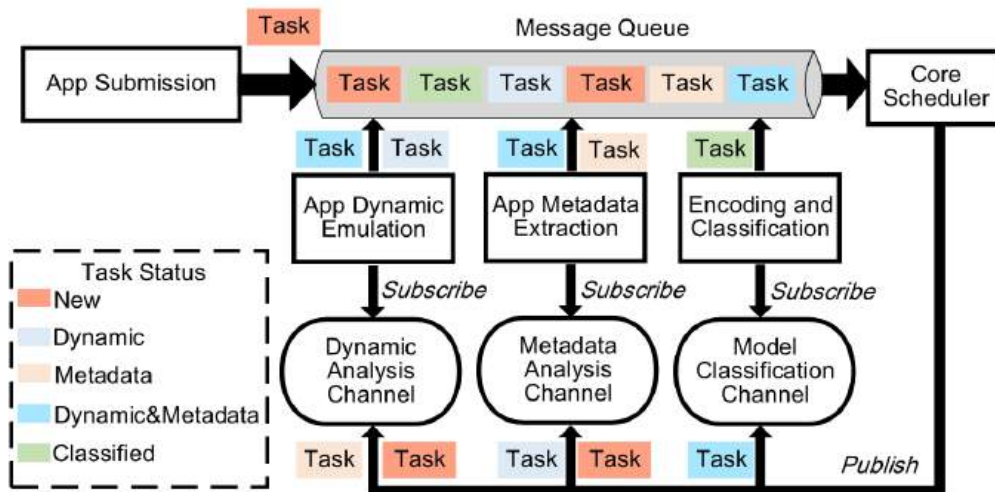 Task
Message Queue
App Submission
Task Task Task Task Task Task
Core
Scheduler
Task Task
Task Task
Task
App Dynamic
Emulation
App Metadata
Extraction
Encoding and
Classification
Subscribe
Subscribe
Subscribe
Task Status
New
Dynamic
Metadata
Dynamic&Metadata
Classified
Dynamic
Analysis
Channel
Metadata
Analysis
Channel
Model
Classification
Channel
Task Task
Task Task
Task
Publish